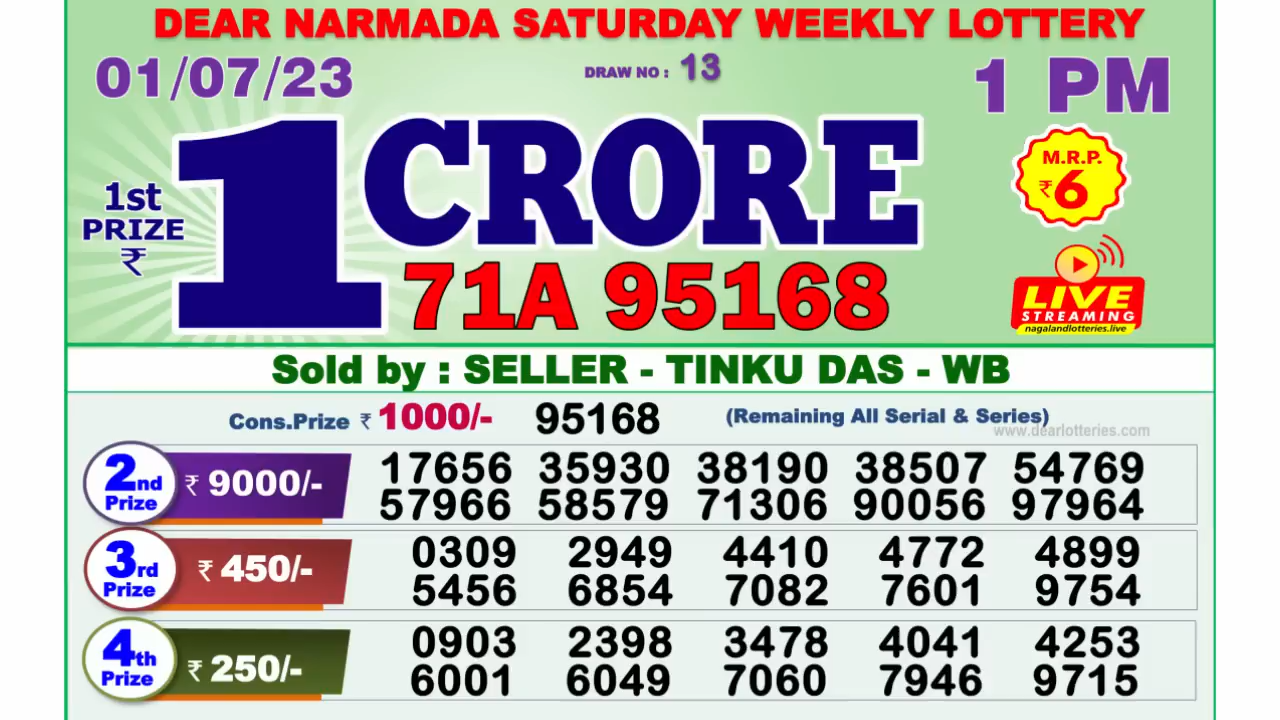 DEAR NARMADA SATURDAY WEEKLY LOTTERY
01/07/23
DRAW NO : 13
1 PM
1st
PRIZE
₹
1 CRORE
71A 95168
M.R.P.
₹6
LIVE
STREAMING
nagalandlotteries.live
Sold by : SELLER - TINKU DAS - WB
Cons.Prize ₹ 1000/- 95168 (Remaining All Serial & Series)
www.dearlotteries.com
2nd
Prize
₹ 9000/-
17656 35930 38190 38507 54769
57966 58579 71306 90056 97964
3rd
Prize
₹ 450/-
0309 2949 4410 4772 4899
5456 6854 7082 7601 9754
4th
Prize
₹ 250/-
0903 2398 3478 4041 4253
6001 6049 7060 7946 9715